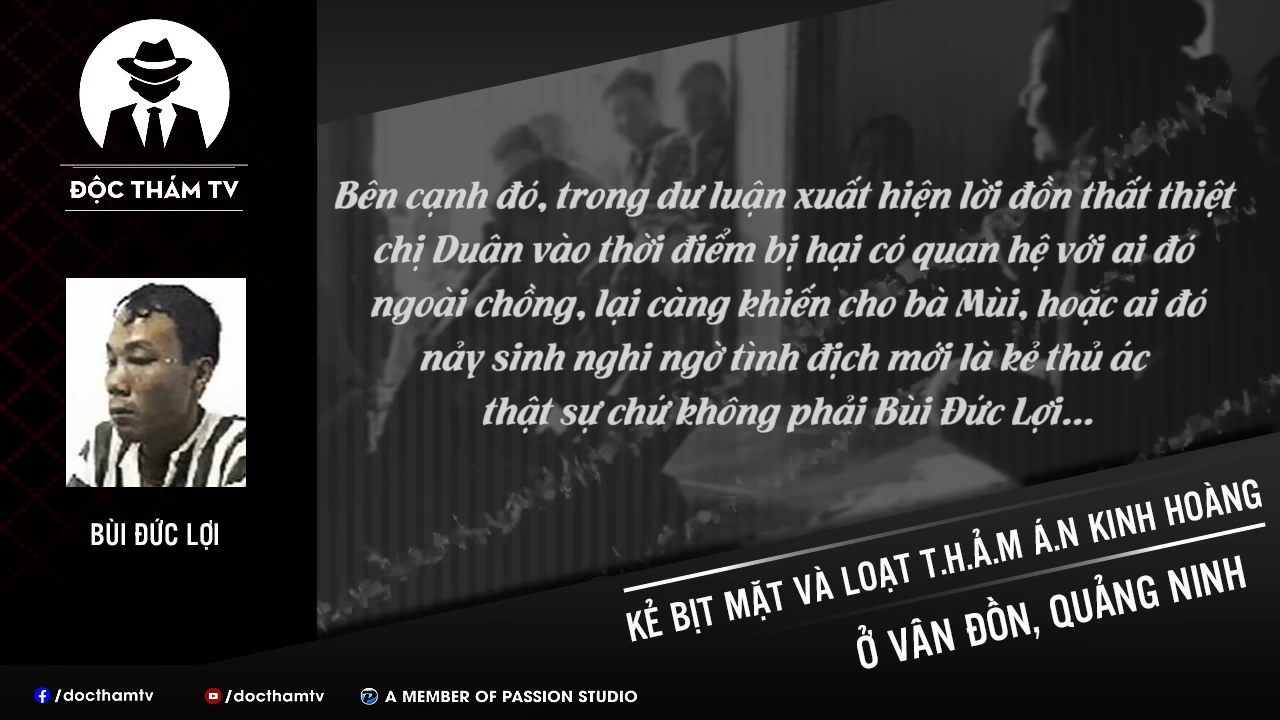 ĐỘC THÁM TV
BÙI ĐỨC LỢI
Bên cạnh đó, trong dư luận xuất hiện lời đồn thất thiệt
chị Duân vào thời điểm bị hại có quan hệ với ai đó
ngoài chồng, lại càng khiến cho bà Mùi, hoặc ai đó
nảy sinh nghi ngờ tình địch mới là kẻ thủ ác
thật sự chứ không phải Bùi Đức Lợi...
KẺ BỊT MẶT VÀ LOẠT T.H.Ả.M Á.N KINH HOÀNG
Ở VÂN ĐỒN, QUẢNG NINH
/docthamtv
/docthamtv
A MEMBER OF PASSION STUDIO